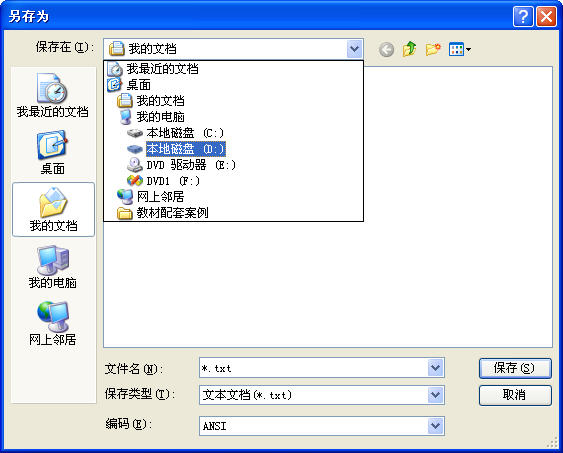 另存为
保存在(I):
我的文档
我最近的文档
桌面
我的文档
我的电脑
本地磁盘 (C:)
本地磁盘 (D:)
DVD 驱动器 (E:)
DVD1 (F:)
网上邻居
教材配套案例
我最近的文档
桌面
我的文档
我的电脑
网上邻居
文件名(N):
*.txt
保存(S)
保存类型(T):
文本文档(*.txt)
取消
编码(E):
ANSI